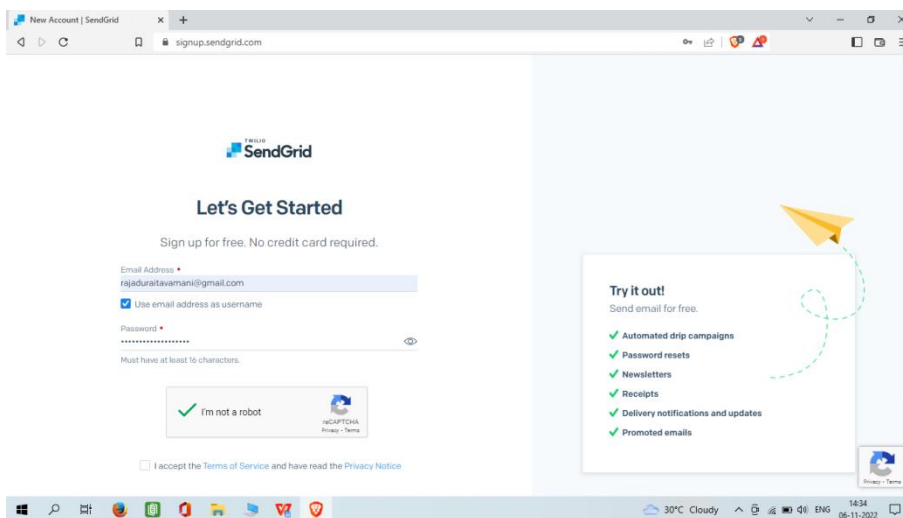 New Account | SendGrid
signup.sendgrid.com
TWILIO
SendGrid
Let's Get Started
Sign up for free. No credit card required.
Email Address •
rajaduraitavamani@gmail.com
Use email address as username
Password •
••••••••••••••••••
Must have at least 16 characters.
I'm not a robot
reCAPTCHA
Privacy - Terms
I accept the Terms of Service and have read the Privacy Notice
Try it out!
Send email for free.
Automated drip campaigns
Password resets
Newsletters
Receipts
Delivery notifications and updates
Promoted emails
Privacy - Terms
30°C Cloudy
ENG
14:34
06-11-2022